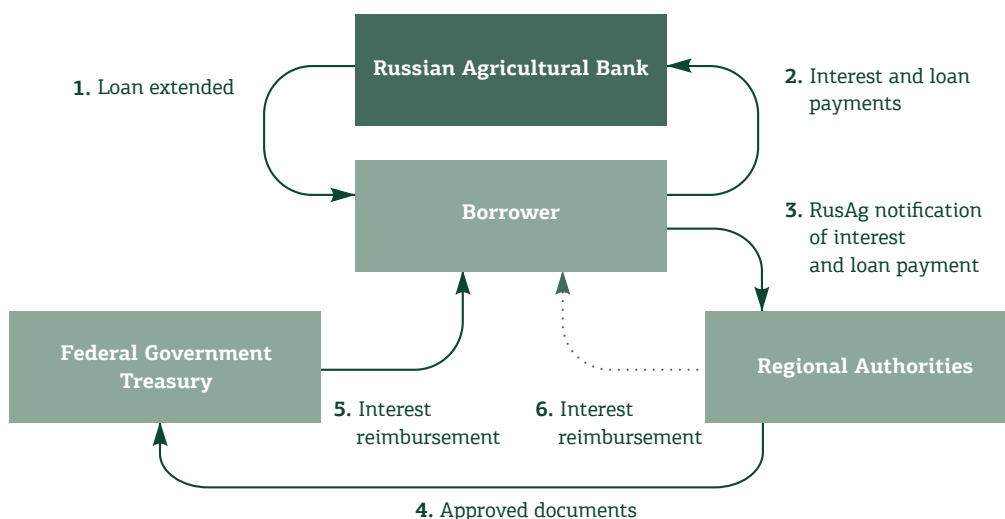 Russian Agricultural Bank
1. Loan extended
2. Interest and loan
payments
Borrower
3. RusAg notification
of interest
and loan payment
Federal Government
Treasury
Regional Authorities
5. Interest
reimbursement
6. Interest
reimbursement
4. Approved documents